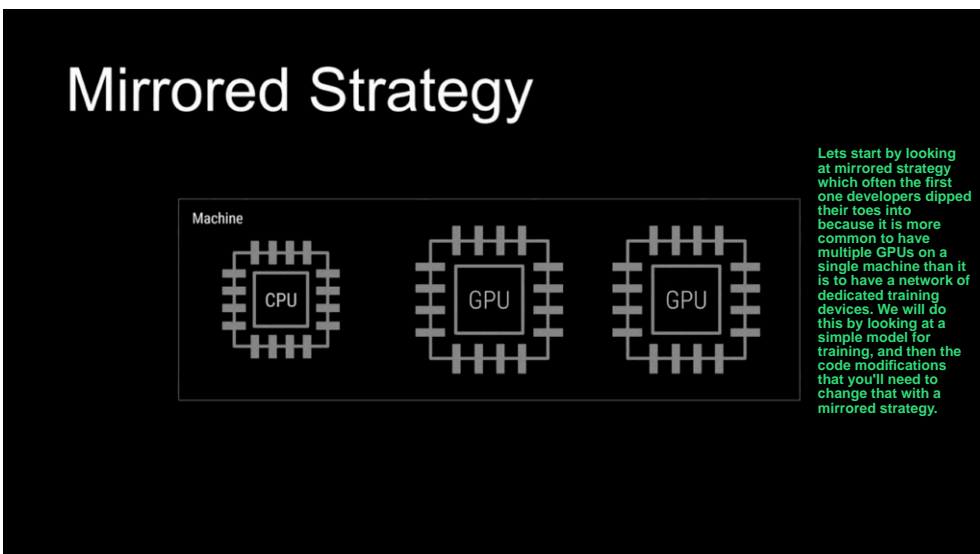 Mirrored Strategy
Machine
CPU
GPU
GPU
Lets start by looking
at mirrored strategy
which often the first
one developers dipped
their toes into
because it is more
common to have
multiple GPUs on a
single machine than it
is to have a network of
dedicated training
devices. We will do
this by looking at a
simple model for
training, and then the
code modifications
that you'll need to
change that with a
mirrored strategy.